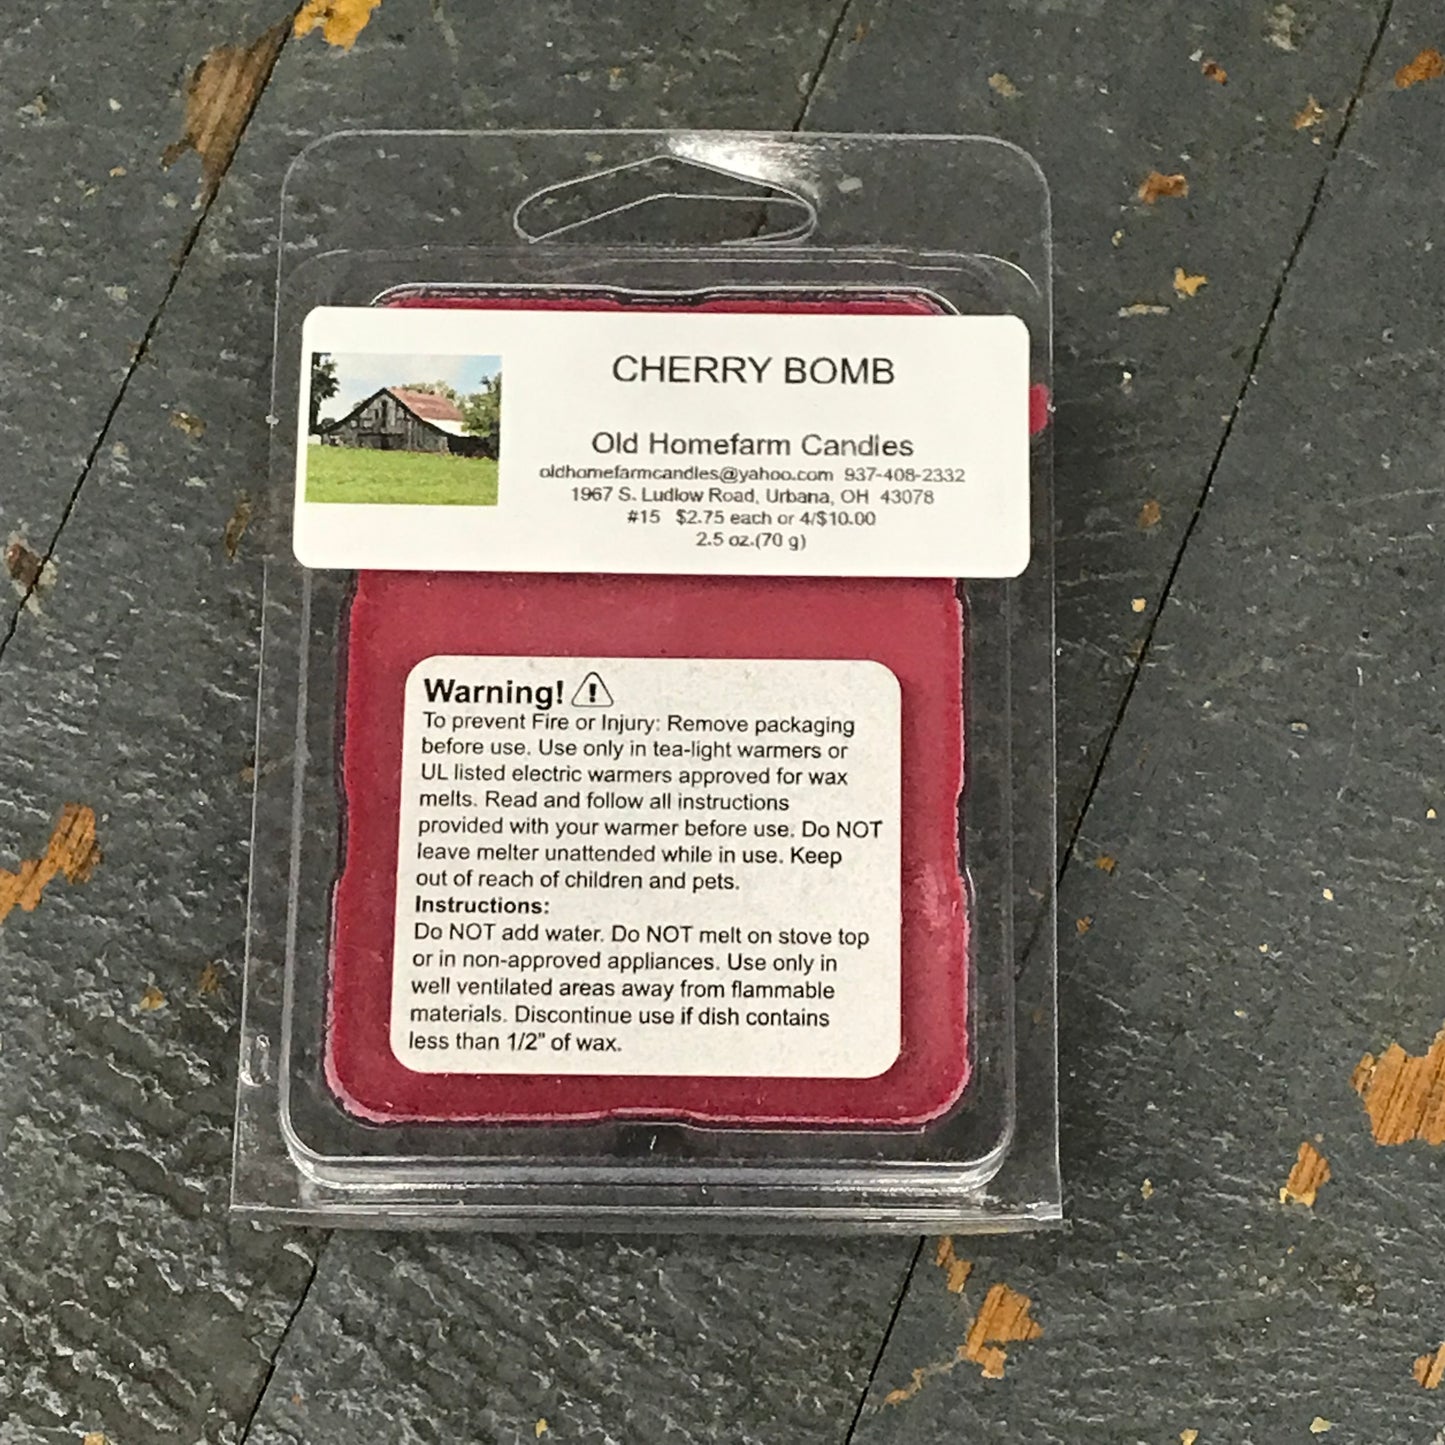 CHERRY BOMB
Old Homefarm Candles
oldhomefarmcandles@yahoo.com 937-408-2332
1967 S. Ludlow Road, Urbana, OH 43078
#15 $2.75 each or 4/$10.00
2.5 oz.(70 g)
Warning!
To prevent Fire or Injury: Remove packaging
before use. Use only in tea-light warmers or
UL listed electric warmers approved for wax
melts. Read and follow all instructions
provided with your warmer before use. Do NOT
leave melter unattended while in use. Keep
out of reach of children and pets.
Instructions:
Do NOT add water. Do NOT melt on stove top
or in non-approved appliances. Use only in
well ventilated areas away from flammable
materials. Discontinue use if dish contains
less than 1/2" of wax.